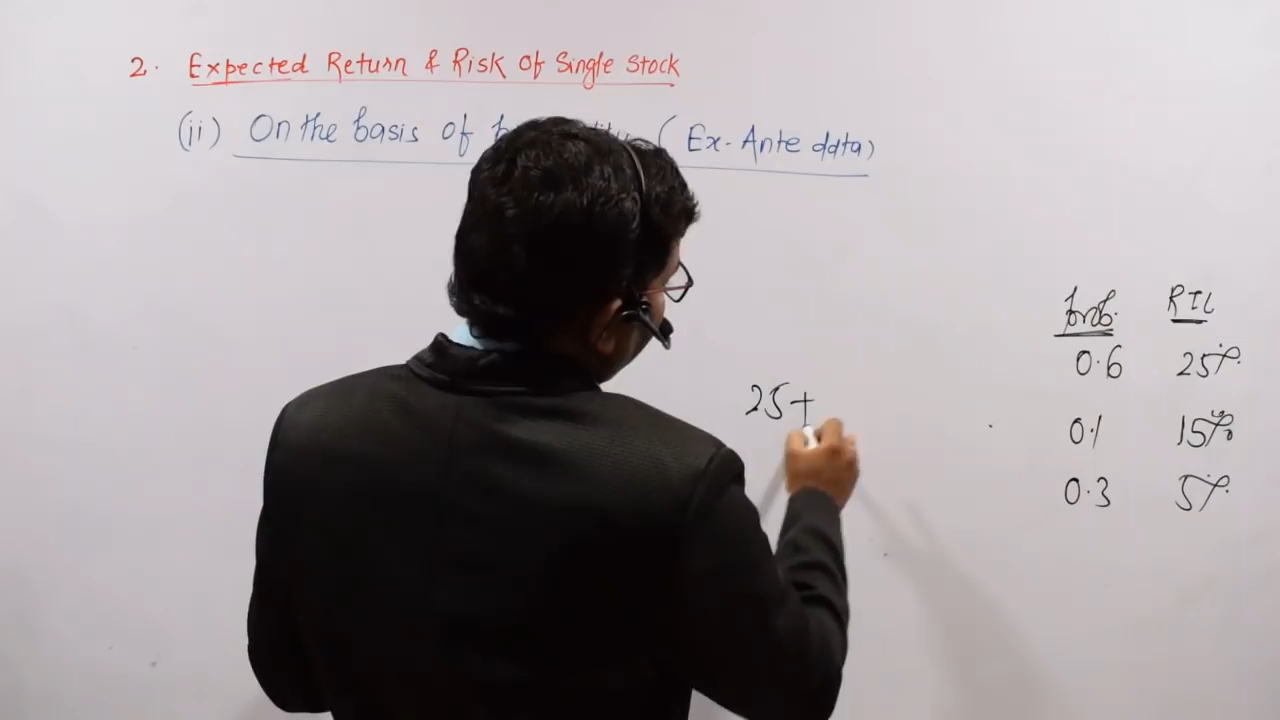 2. Expected Return & Risk Of Single Stock
(ii) On the basis of (Ex-Ante data)
Prob. RIL
0.6 25%
25+
0.1 15%
0.3 5%